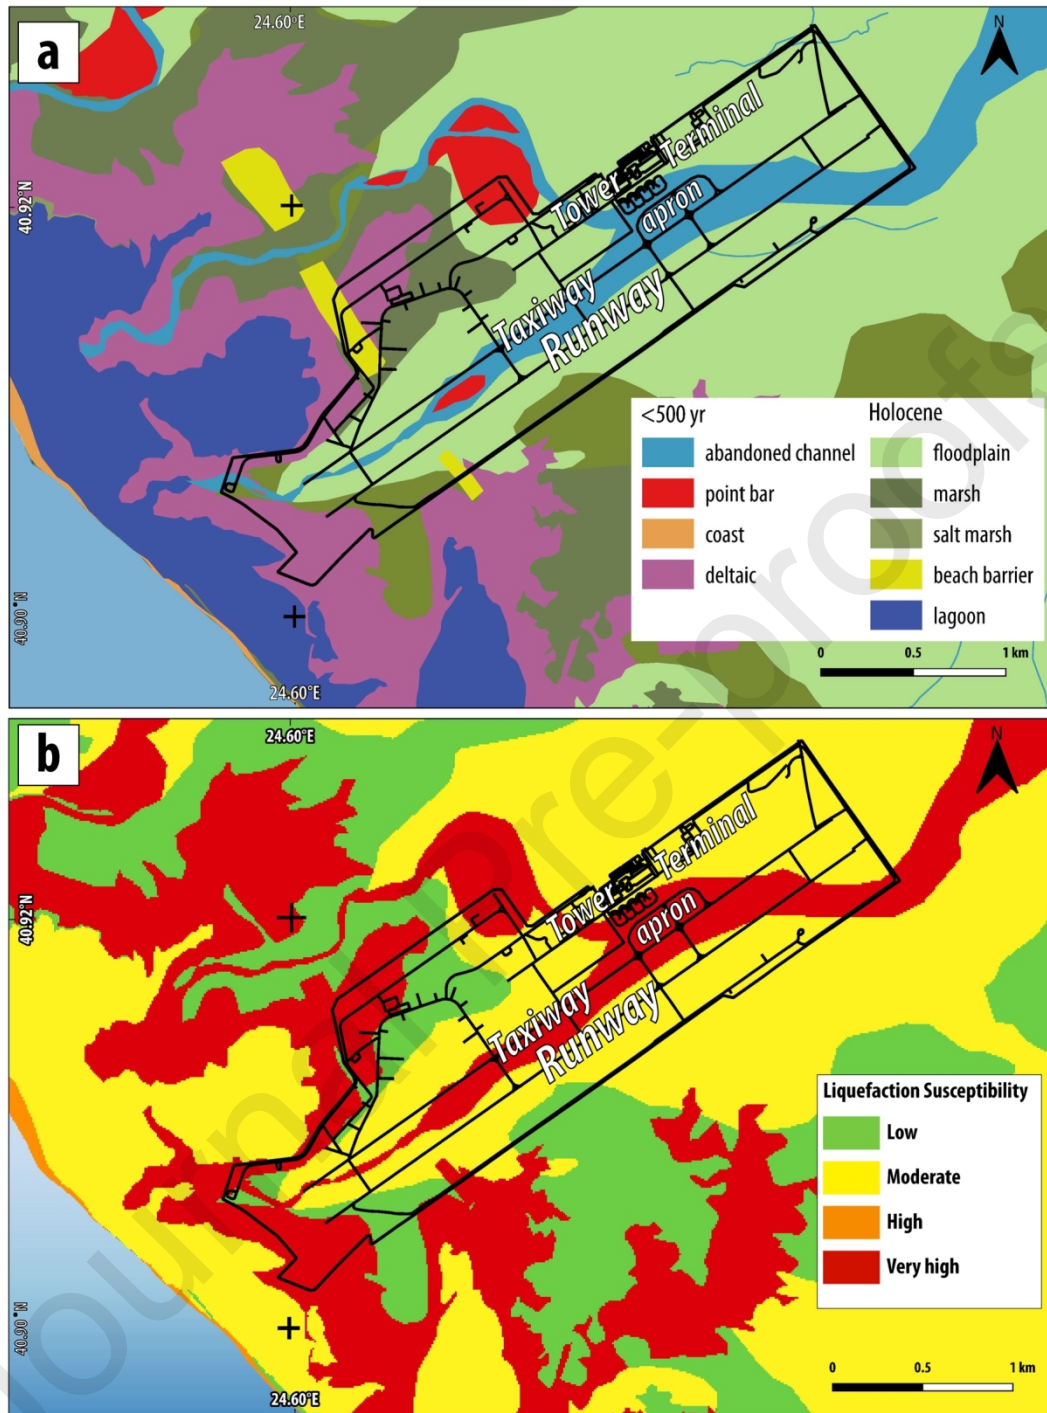 a
24.60°E
N
40.92°N
Terminal
Tower
apron
Taxiway
Runway
<500 yr
abandoned channel
point bar
coast
deltaic
Holocene
floodplain
marsh
salt marsh
beach barrier
lagoon
0 0.5 1 km
40.90°N
24.60°E
b
24.60°E
N
40.92°N
Terminal
Tower
apron
Taxiway
Runway
Liquefaction Susceptibility
Low
Moderate
High
Very high
0 0.5 1 km
40.90°N
24.60°E
Journal pre-proofs